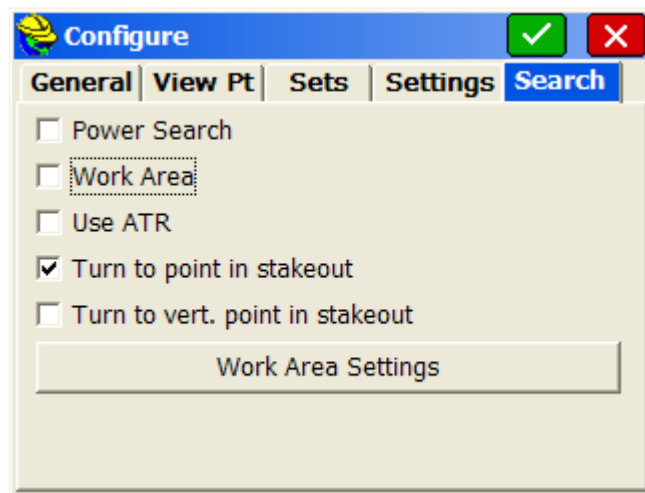 Configure
General View Pt Sets Settings Search
Power Search
Work Area
Use ATR
Turn to point in stakeout
Turn to vert. point in stakeout
Work Area Settings